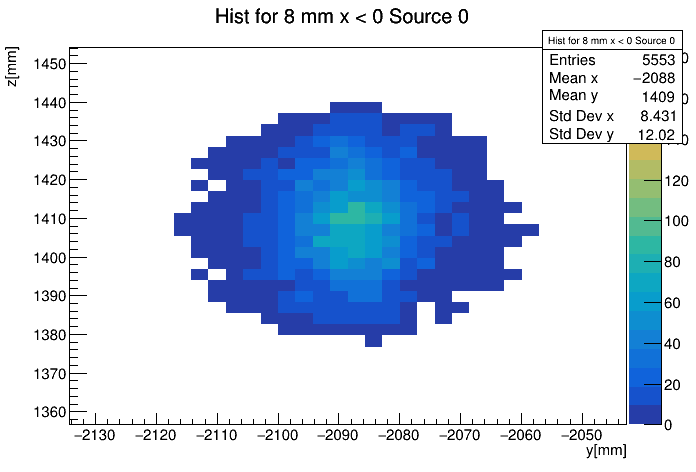 Hist for 8 mm x < 0 Source 0
Hist for 8 mm x < 0 Source 0
Entries 5553
Mean x −2088
Mean y 1409
Std Dev x 8.431
Std Dev y 12.02
z[mm]
1450
1440
1430
1420
1410
1400
1390
1380
1370
1360
−2130 −2120 −2110 −2100 −2090 −2080 −2070 −2060 −2050
y[mm]
120
100
80
60
40
20
0